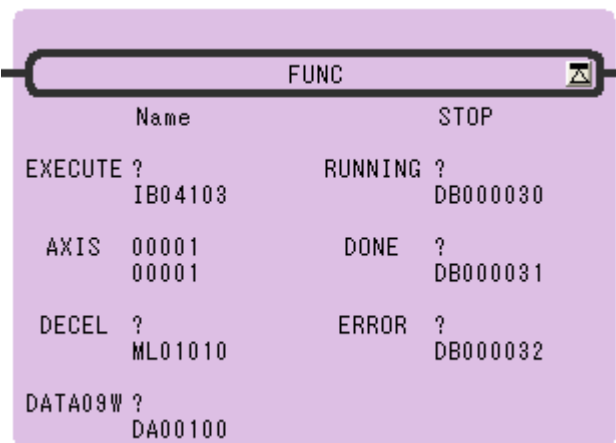 FUNC
Name STOP
EXECUTE ? RUNNING ?
IB04103 DB000030
AXIS 00001 DONE ?
00001 DB000031
DECEL ? ERROR ?
ML01010 DB000032
DATA09W ?
DA00100